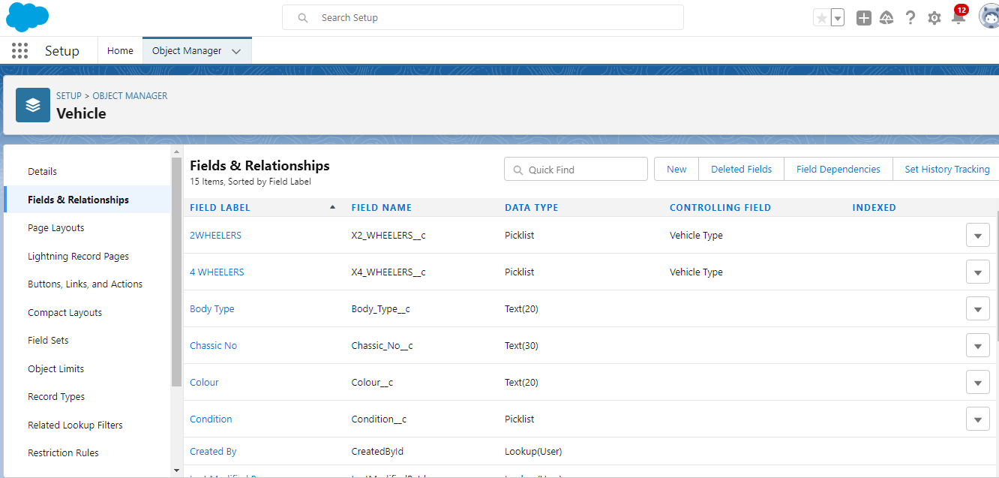 Search Setup
12
Setup
Home
Object Manager
SETUP > OBJECT MANAGER
Vehicle
Details
Fields & Relationships
Page Layouts
Lightning Record Pages
Buttons, Links, and Actions
Compact Layouts
Field Sets
Object Limits
Record Types
Related Lookup Filters
Restriction Rules
Fields & Relationships
15 Items, Sorted by Field Label
Quick Find
New
Deleted Fields
Field Dependencies
Set History Tracking
FIELD LABEL FIELD NAME DATA TYPE CONTROLLING FIELD INDEXED
2WHEELERS X2_WHEELERS__c Picklist Vehicle Type
4 WHEELERS X4_WHEELERS__c Picklist Vehicle Type
Body Type Body_Type__c Text(20)
Chassic No Chassic_No__c Text(30)
Colour Colour__c Text(20)
Condition Condition__c Picklist
Created By CreatedById Lookup(User)